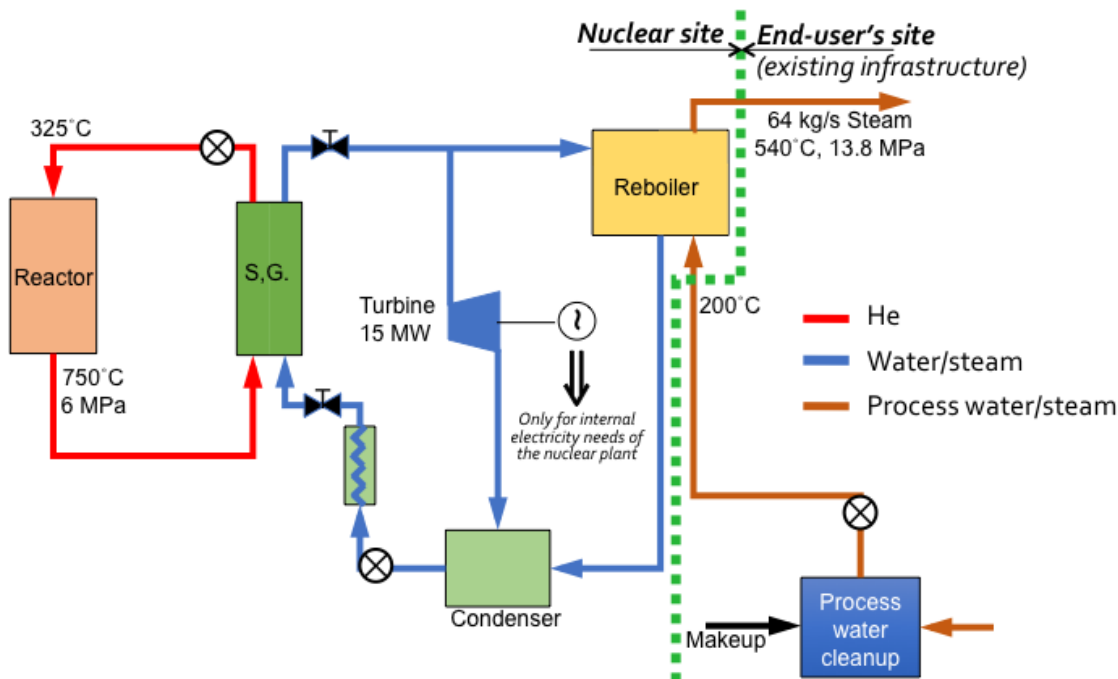 Nuclear site
End-user's site
(existing infrastructure)
325°C
64 kg/s Steam
540°C, 13.8 MPa
Reboiler
Reactor
S,G.
Turbine
15 MW
~
200°C
He
Water/steam
Process water/steam
750°C
6 MPa
Only for internal
electricity needs of
the nuclear plant
Condenser
Makeup
Process
water
cleanup